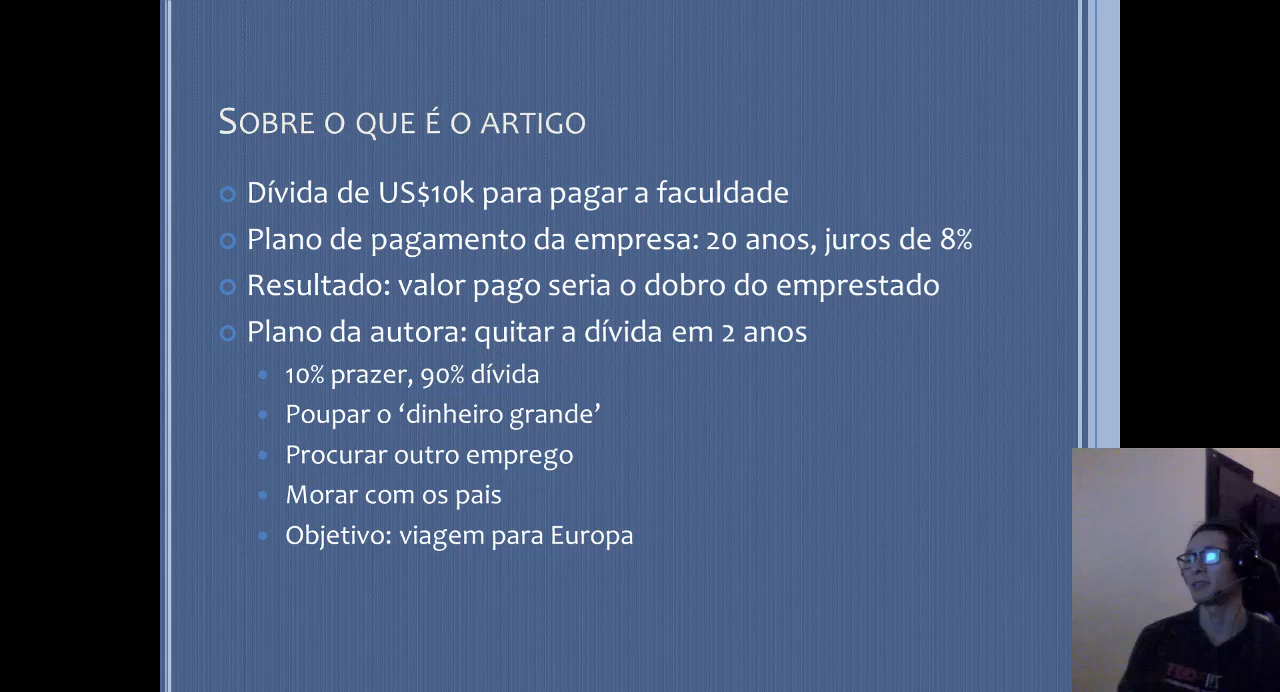 Sobre o que é o artigo
Dívida de US$10k para pagar a faculdade
Plano de pagamento da empresa: 20 anos, juros de 8%
Resultado: valor pago seria o dobro do emprestado
Plano da autora: quitar a dívida em 2 anos
10% prazer, 90% dívida
Poupar o ‘dinheiro grande’
Procurar outro emprego
Morar com os pais
Objetivo: viagem para Europa